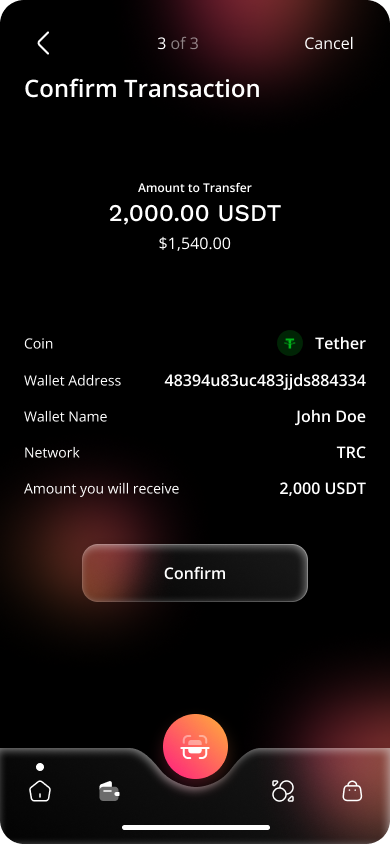 3 of 3
Cancel
Confirm Transaction
Amount to Transfer
2,000.00 USDT
$1,540.00
Coin Tether
Wallet Address 48394u83uc483jjds884334
Wallet Name John Doe
Network TRC
Amount you will receive 2,000 USDT
Confirm